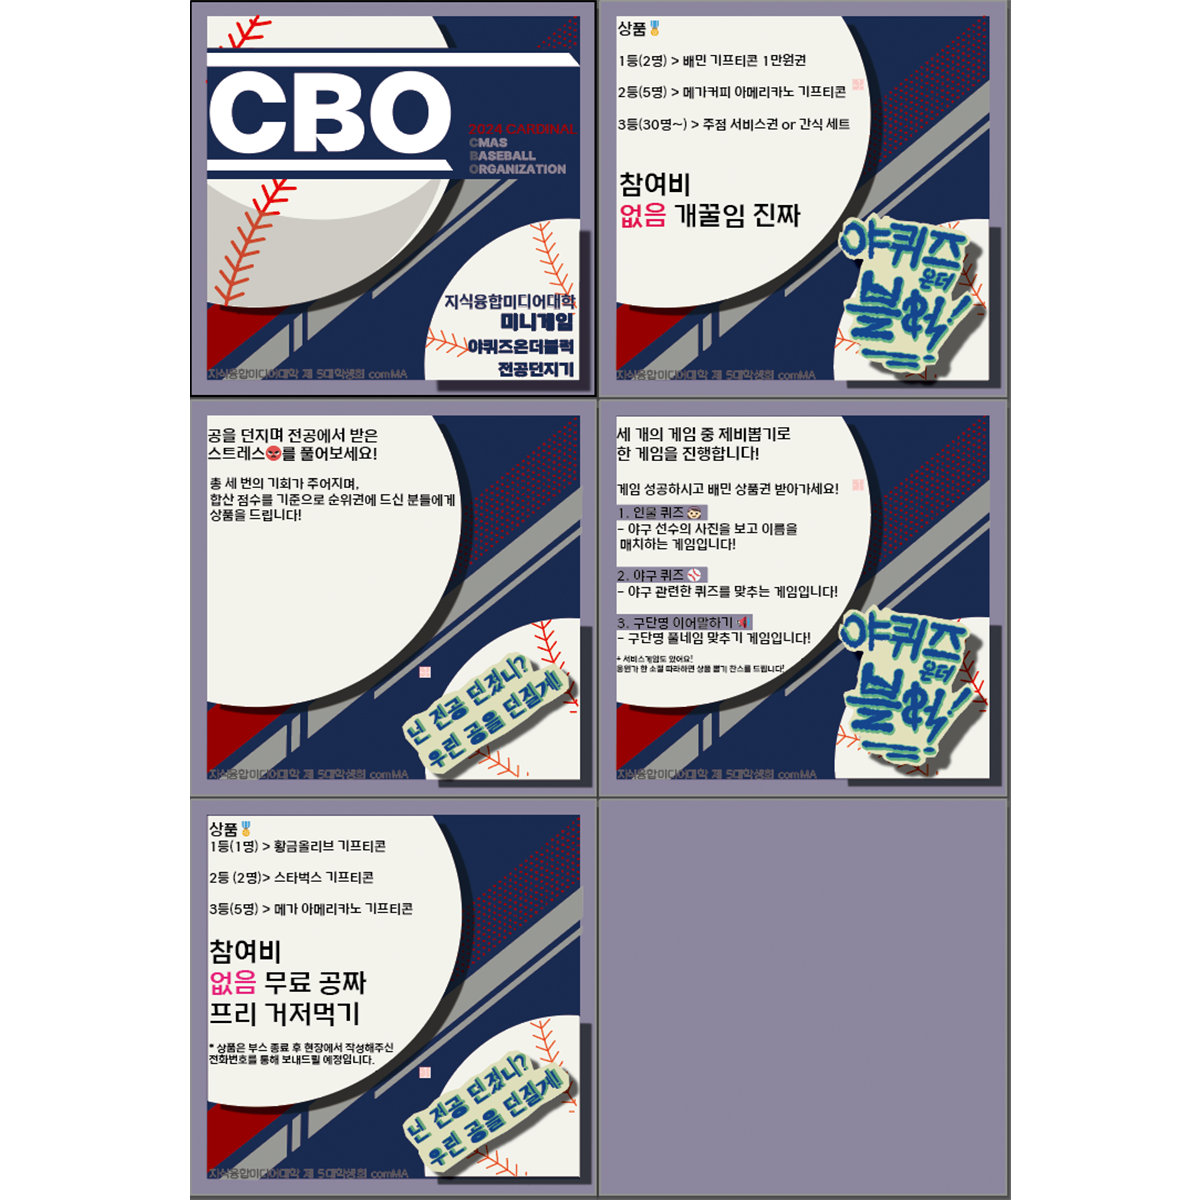 CBO
2024 CARDINAL
CMAS
BASEBALL
ORGANIZATION
지식융합미디어대학
미니게임
야퀴즈온더블럭
전공던지기
지식융합미디어대학 제 5대학생회 comMA
상품🏅
1등(2명) > 배민 기프티콘 1만원권
2등(5명) > 메가커피 아메리카노 기프티콘
3등(30명~) > 주점 서비스권 or 간식 세트
참여비
없음 개꿀임 진짜
야퀴즈
온더
블럭!
지식융합미디어대학 제 5대학생회 comMA
공을 던지며 전공에서 받은
스트레스😡를 풀어보세요!
총 세 번의 기회가 주어지며,
합산 점수를 기준으로 순위권에 드신 분들에게
상품을 드립니다!
넌 전공 던졌니?
우린 공을 던질게!
지식융합미디어대학 제 5대학생회 comMA
세 개의 게임 중 제비뽑기로
한 게임을 진행합니다!
게임 성공하시고 배민 상품권 받아가세요!
1. 인물 퀴즈
- 야구 선수의 사진을 보고 이름을
매치하는 게임입니다!
2. 야구 퀴즈 ⚾
- 야구 관련한 퀴즈를 맞추는 게임입니다!
3. 구단명 이어말하기 📣
- 구단명 풀네임 맞추기 게임입니다!
+ 서비스게임도 있어요!
응원가 한 소절 따라하면 상품 뽑기 찬스를 드립니다!
야퀴즈
온더
블럭!
지식융합미디어대학 제 5대학생회 comMA
상품🏅
1등(1명) > 황금올리브 기프티콘
2등 (2명)> 스타벅스 기프티콘
3등(5명) > 메가 아메리카노 기프티콘
참여비
없음 무료 공짜
프리 거저먹기
* 상품은 부스 종료 후 현장에서 작성해주신
전화번호를 통해 보내드릴 예정입니다.
넌 전공 던졌니?
우린 공을 던질게!
지식융합미디어대학 제 5대학생회 comMA